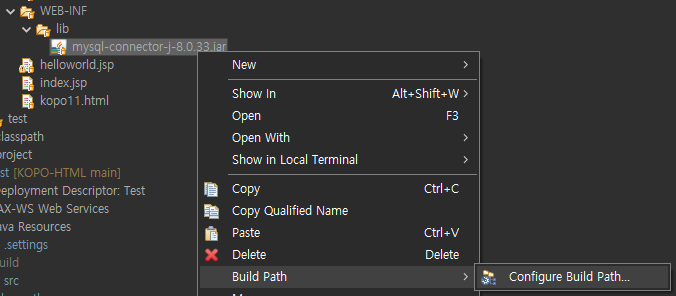 WEB-INF
lib
mysql-connector-j-8.0.33.jar
helloworld.jsp
New
index.jsp
Show In Alt+Shift+W
kopo11.html
Open F3
test
Open With
classpath
project
Show in Local Terminal
st [KOPO-HTML main]
Copy Ctrl+C
Deployment Descriptor: Test
Copy Qualified Name
AX-WS Web Services
Paste Ctrl+V
ava Resources
.settings
Delete Delete
uild
Build Path
Configure Build Path...
src